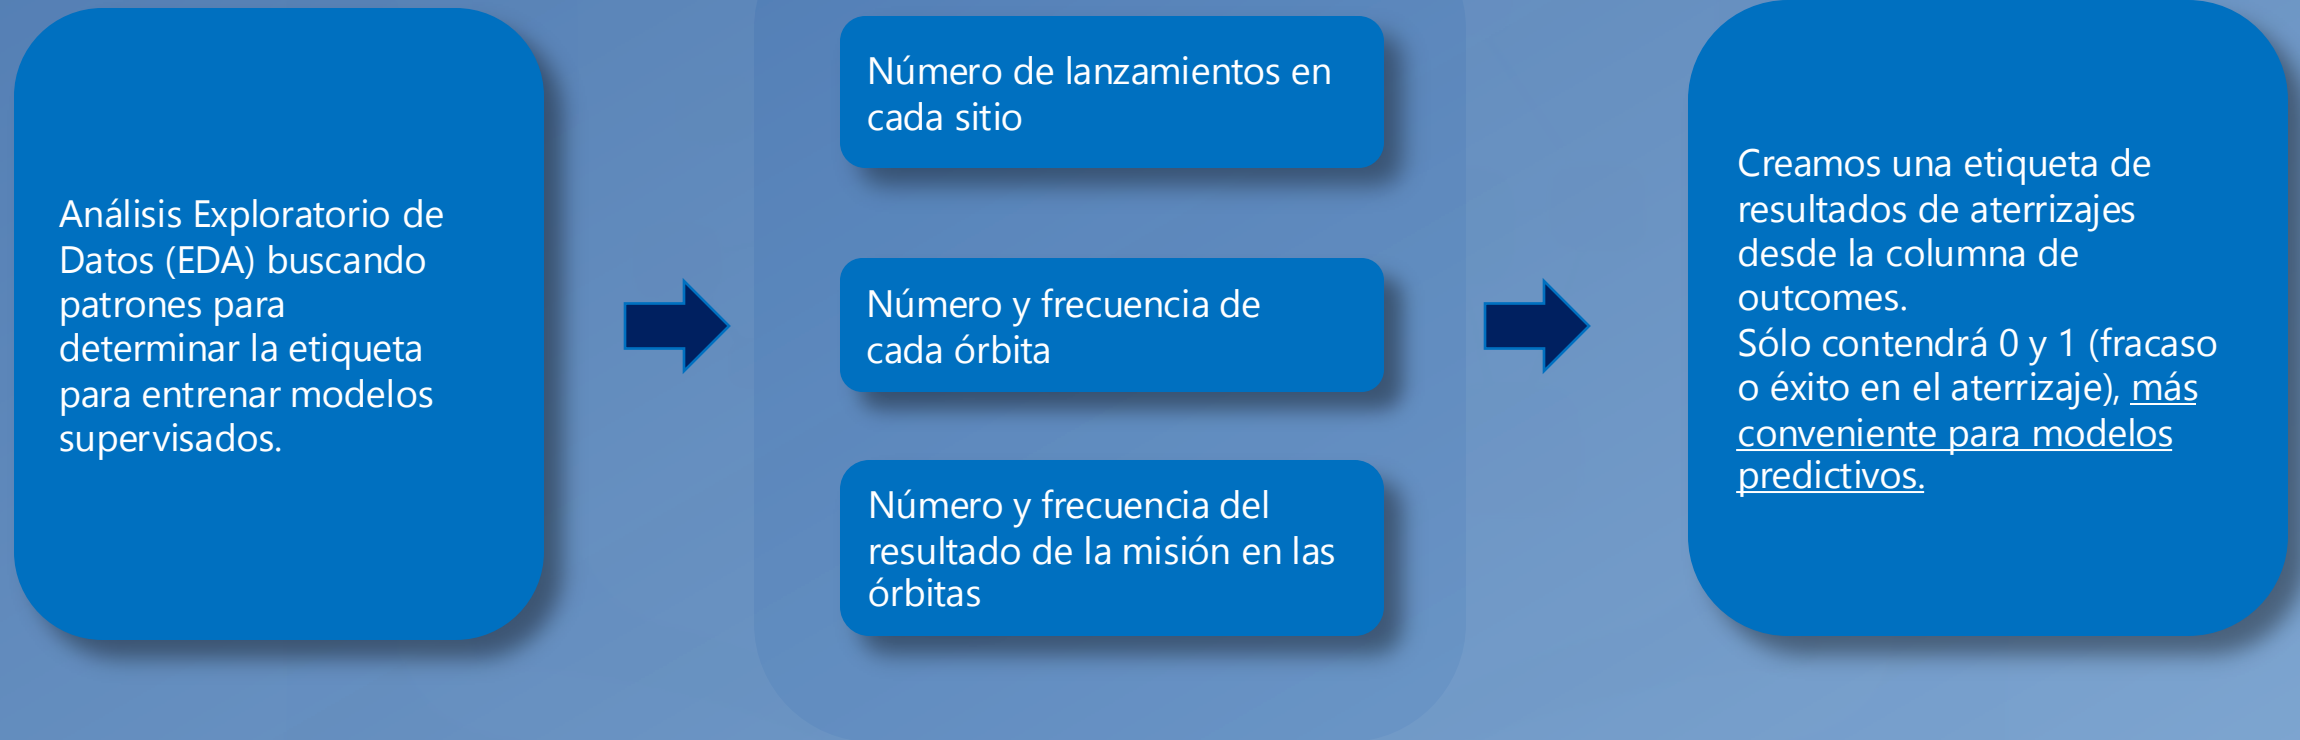 Análisis Exploratorio de
Datos (EDA) buscando
patrones para
determinar la etiqueta
para entrenar modelos
supervisados.
Número de lanzamientos en
cada sitio
Número y frecuencia de
cada órbita
Número y frecuencia del
resultado de la misión en las
órbitas
Creamos una etiqueta de
resultados de aterrizajes
desde la columna de
outcomes.
Sólo contendrá 0 y 1 (fracaso
o éxito en el aterrizaje), más
conveniente para modelos
predictivos.